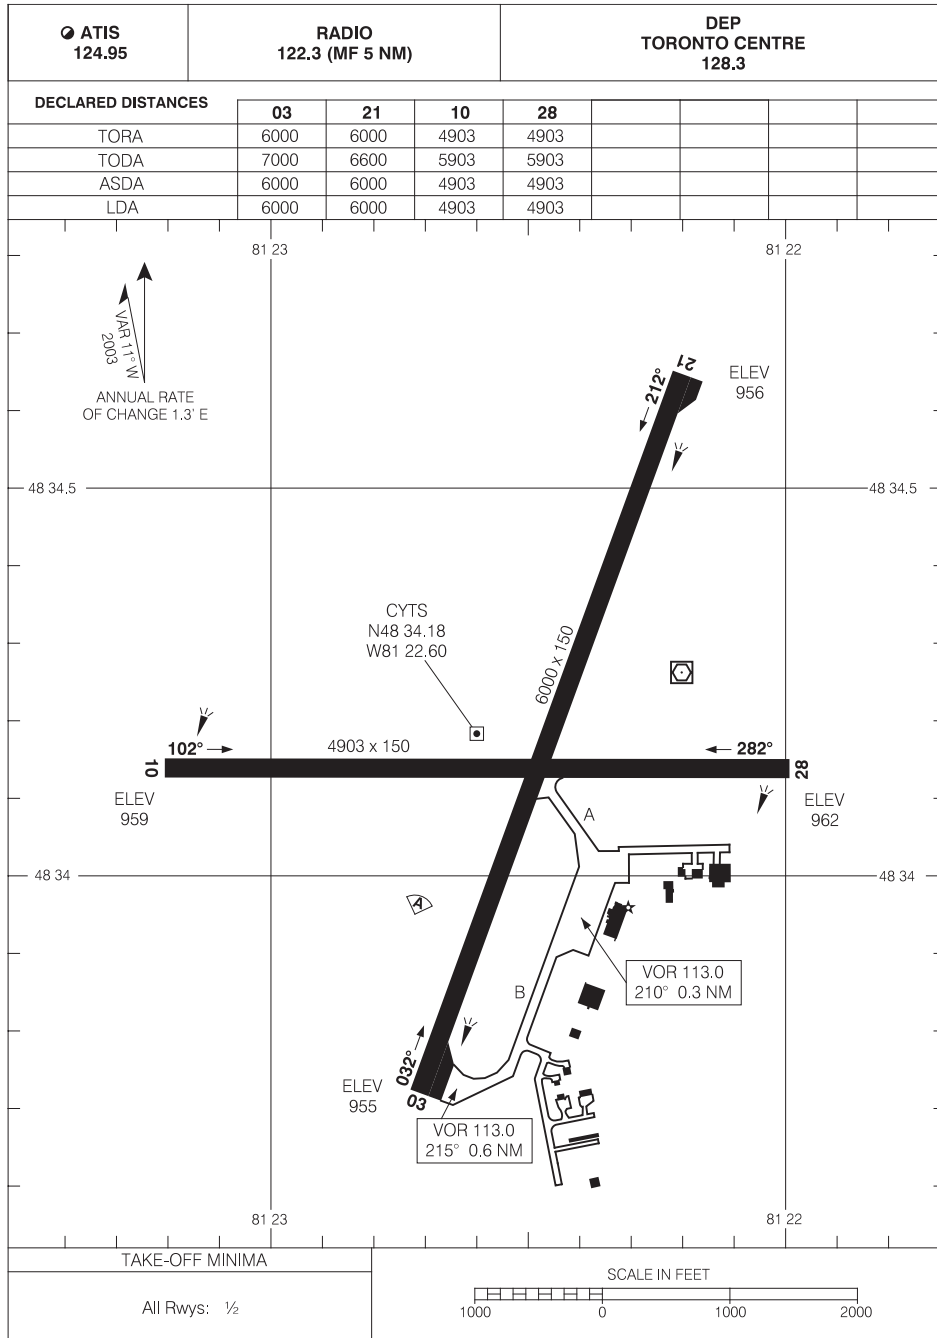 ATIS
124.95
RADIO
122.3 (MF 5 NM)
DEP
TORONTO CENTRE
128.3
DECLARED DISTANCES 03 21 10 28
TORA 6000 6000 4903 4903
TODA 7000 6600 5903 5903
ASDA 6000 6000 4903 4903
LDA 6000 6000 4903 4903
81 23
81 22
VAR 11° W
2003
ANNUAL RATE
OF CHANGE 1.3' E
21
212°
ELEV
956
48 34.5
48 34.5
CYTS
N48 34.18
W81 22.60
6000 x 150
102°
4903 x 150
282°
10
28
ELEV
959
ELEV
962
A
48 34
48 34
A
VOR 113.0
210° 0.3 NM
B
032°
03
ELEV
955
VOR 113.0
215° 0.6 NM
81 23
81 22
TAKE-OFF MINIMA
All Rwys: ½
SCALE IN FEET
1000 0 1000 2000